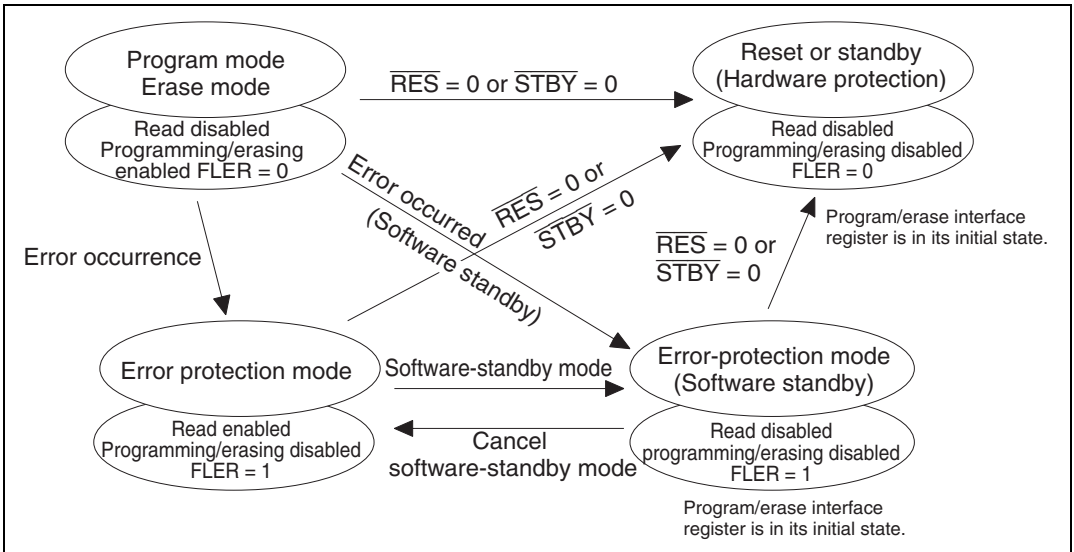 Program mode
Erase mode
Read disabled
Programming/erasing
enabled FLER = 0
RES = 0 or STBY = 0
Reset or standby
(Hardware protection)
Read disabled
Programming/erasing disabled
FLER = 0
Program/erase interface
register is in its initial state.
Error occurred
(Software standby)
RES = 0 or
STBY = 0
RES = 0 or
STBY = 0
Error occurrence
Error protection mode
Read enabled
Programming/erasing disabled
FLER = 1
Software-standby mode
Cancel
software-standby mode
Error-protection mode
(Software standby)
Read disabled
programming/erasing disabled
FLER = 1
Program/erase interface
register is in its initial state.